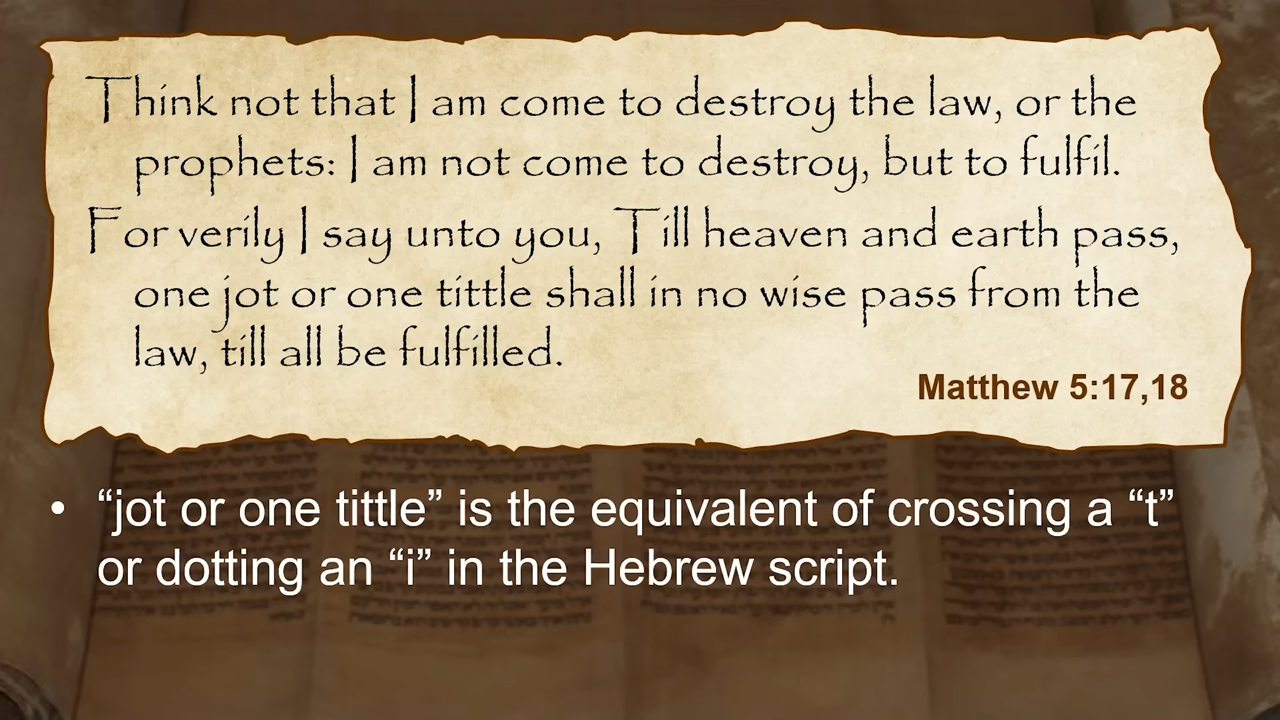 Think not that I am come to destroy the law, or the
prophets: I am not come to destroy, but to fulfil.
For verily I say unto you, Till heaven and earth pass,
one jot or one tittle shall in no wise pass from the
law, till all be fulfilled.
Matthew 5:17,18
• “jot or one tittle” is the equivalent of crossing a “t”
or dotting an “i” in the Hebrew script.